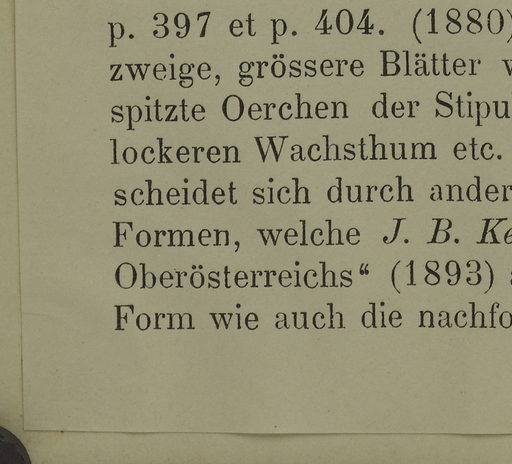 p. 397 et p. 404. (1880)
zweige, grössere Blätter
spitzte Oerchen der Stipu
lockeren Wachsthum etc.
scheidet sich durch ander
Formen, welche J. B. Ke
Oberösterreichs“ (1893)
Form wie auch die nachfo